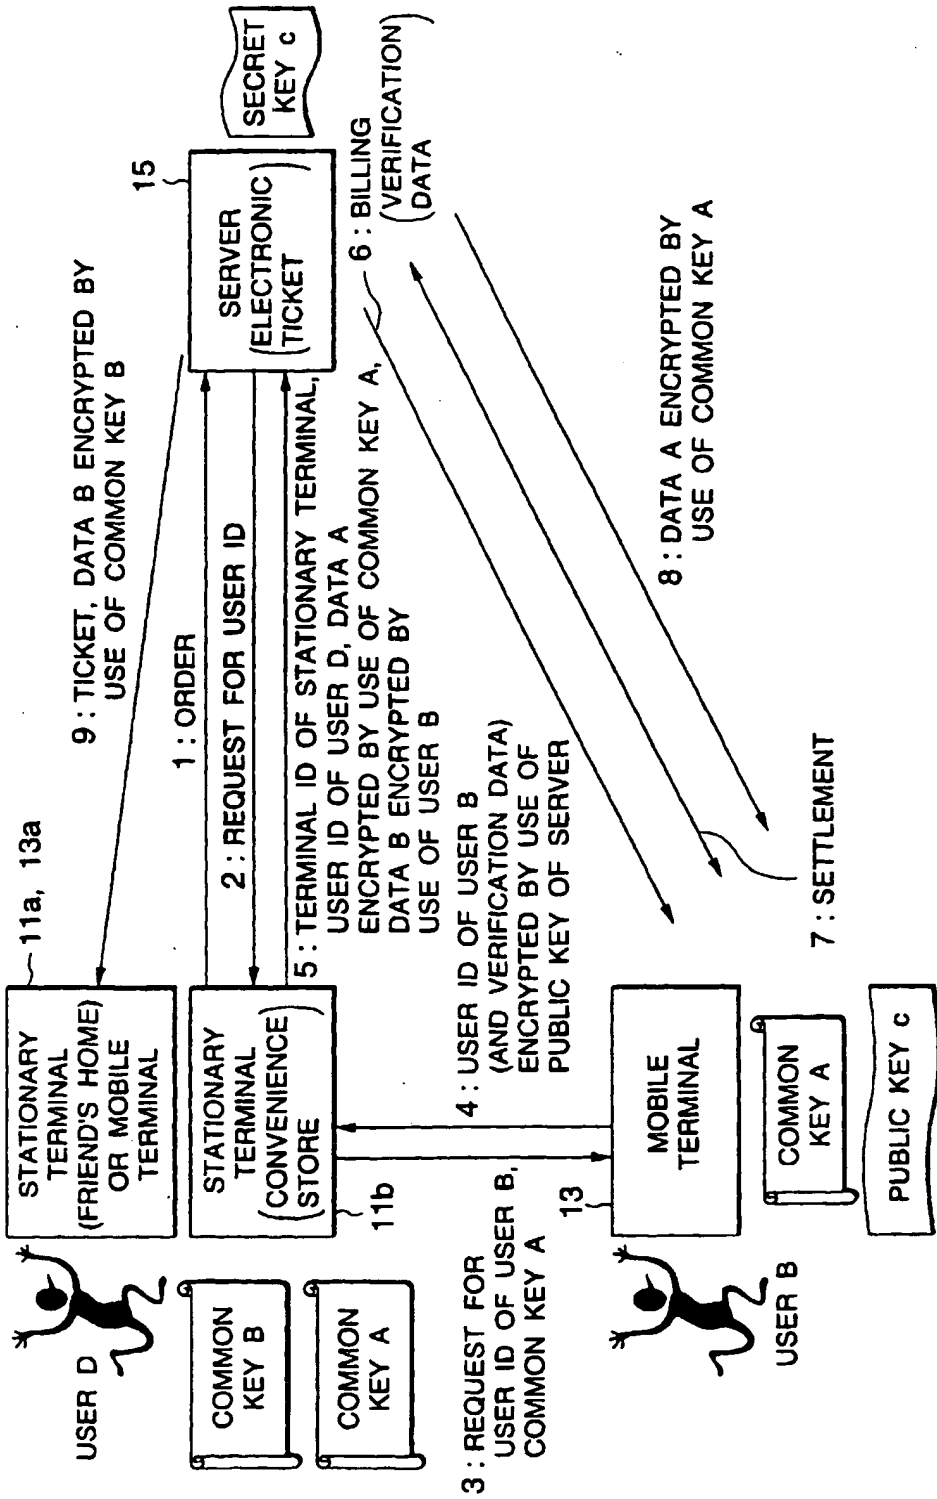 USER D
STATIONARY
TERMINAL
(FRIEND'S HOME)
OR MOBILE
TERMINAL
11a, 13a
9 : TICKET, DATA B ENCRYPTED BY
USE OF COMMON KEY B
15
SERVER
(ELECTRONIC
TICKET)
SECRET
KEY c
COMMON
KEY B
COMMON
KEY A
STATIONARY
TERMINAL
(CONVENIENCE
STORE)
11b
1 : ORDER
2 : REQUEST FOR USER ID
5 : TERMINAL ID OF STATIONARY TERMINAL,
USER ID OF USER D, DATA A
ENCRYPTED BY USE OF COMMON KEY A,
DATA B ENCRYPTED BY
USE OF USER B
6 : BILLING
(VERIFICATION
DATA)
3 : REQUEST FOR
USER ID OF USER B,
COMMON KEY A
4 : USER ID OF USER B
(AND VERIFICATION DATA)
ENCRYPTED BY USE OF
PUBLIC KEY OF SERVER
13
MOBILE
TERMINAL
USER B
COMMON
KEY A
PUBLIC KEY c
7 : SETTLEMENT
8 : DATA A ENCRYPTED BY
USE OF COMMON KEY A